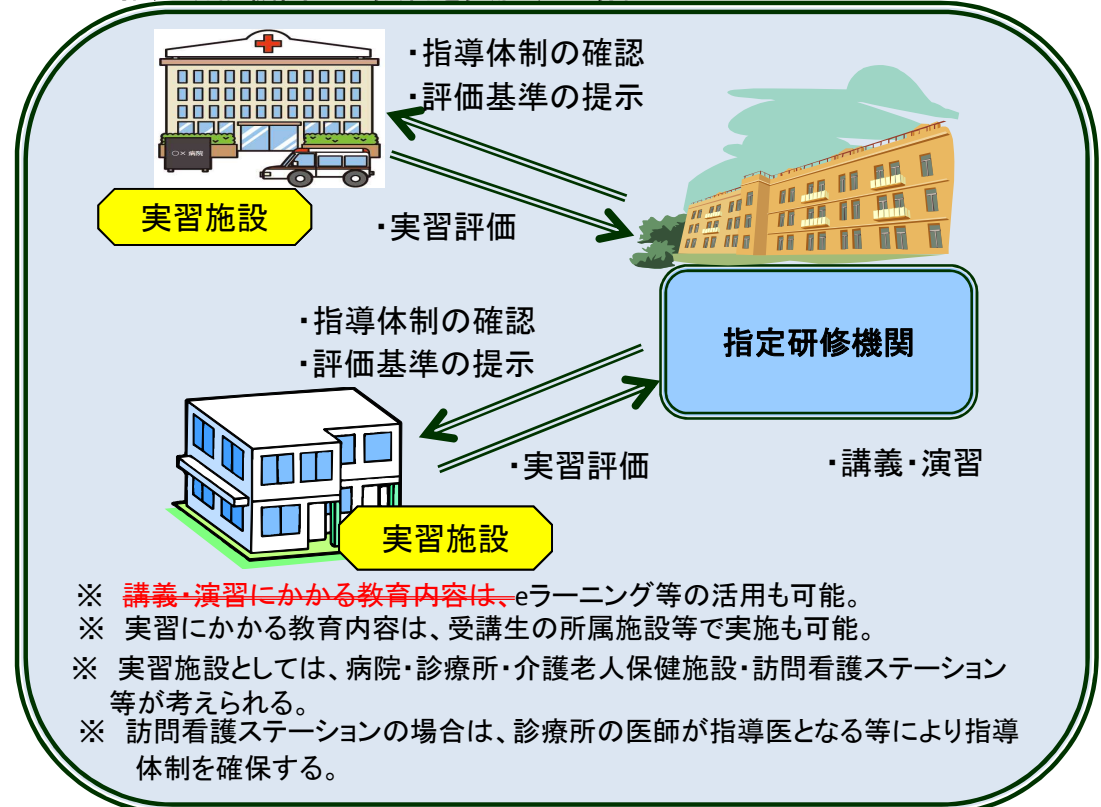 ・指導体制の確認
・評価基準の提示
○× 病院
実習施設
・実習評価
・指導体制の確認
・評価基準の提示
指定研修機関
・実習評価
・講義・演習
実習施設
※ 講義・演習にかかる教育内容は、eラーニング等の活用も可能。
※ 実習にかかる教育内容は、受講生の所属施設等で実施も可能。
※ 実習施設としては、病院・診療所・介護老人保健施設・訪問看護ステーション
等が考えられる。
※ 訪問看護ステーションの場合は、診療所の医師が指導医となる等により指導
体制を確保する。